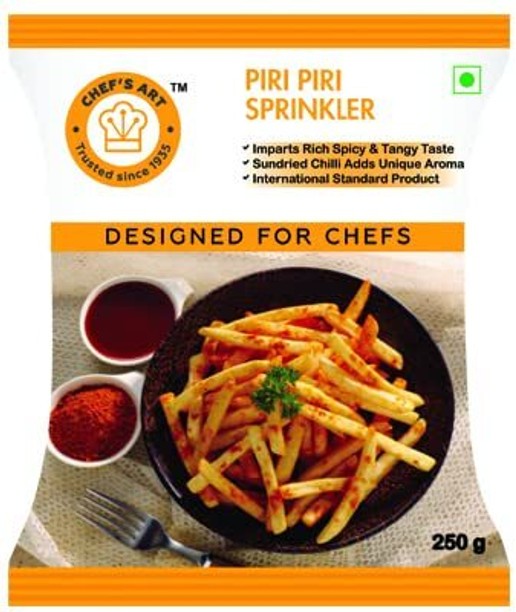 CHEF'S ART
Trusted since 1935
TM
PIRI PIRI
SPRINKLER
Imparts Rich Spicy & Tangy Taste
Sundried Chilli Adds Unique Aroma
International Standard Product
DESIGNED FOR CHEFS
250 g